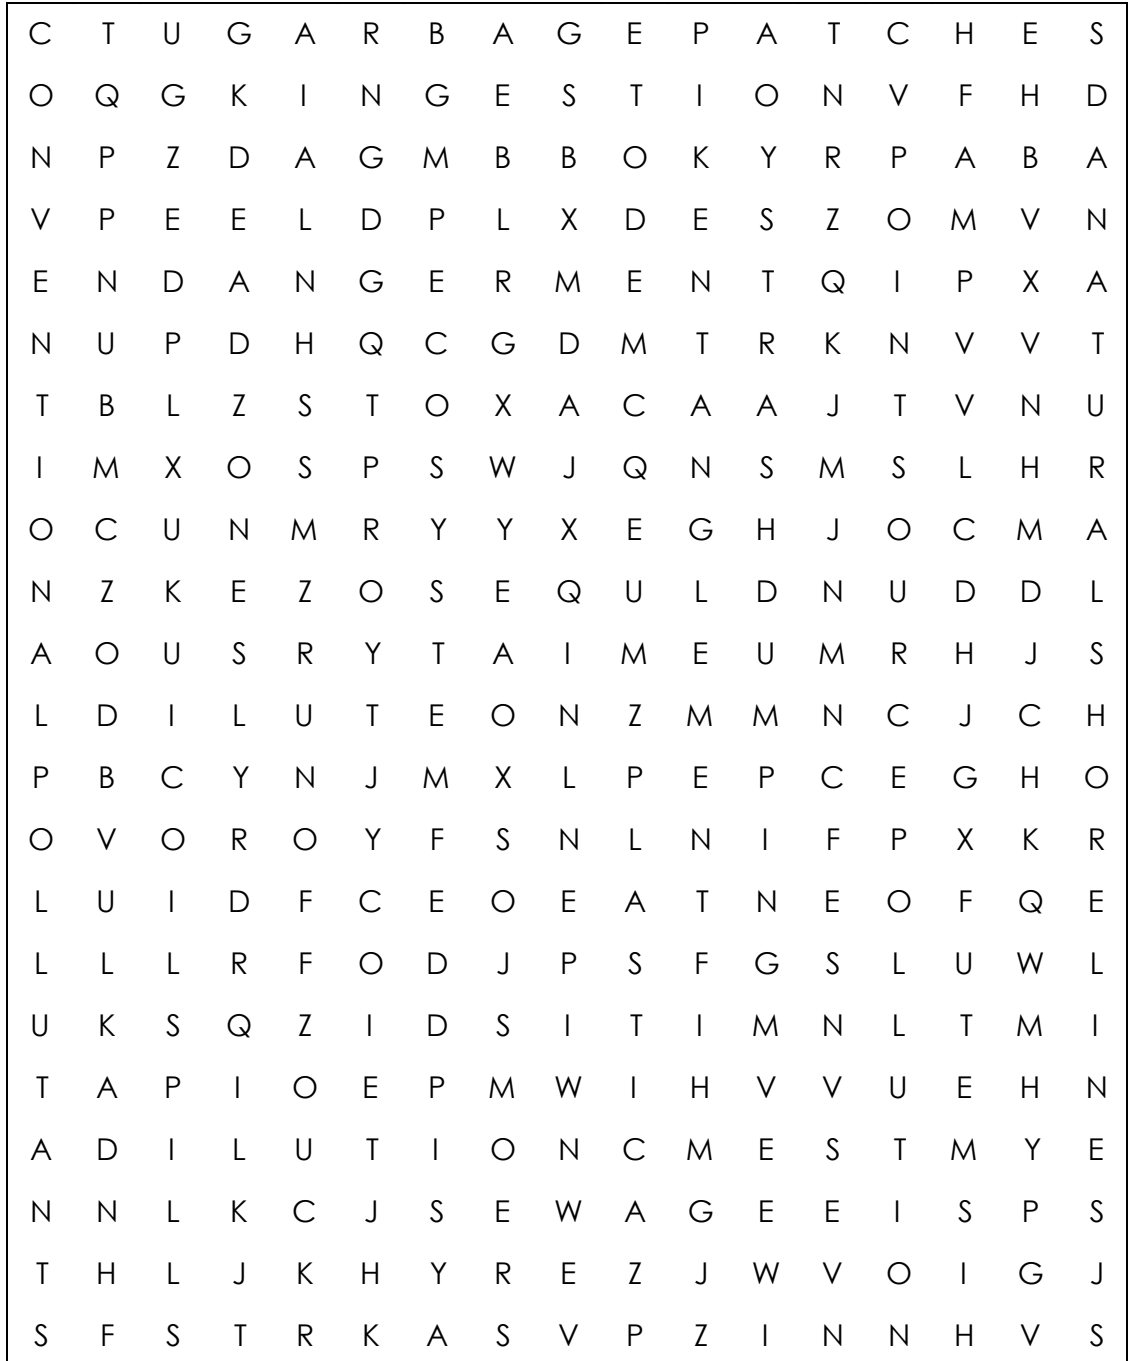 C T U G A R B A G E P A T C H E S
O Q G K I N G E S T I O N V F H D
N P Z D A G M B B O K Y R P A B A
V P E E L D P L X D E S Z O M V N
E N D A N G E R M E N T Q I P X A
N U P D H Q C G D M T R K N V V T
T B L Z S T O X A C A A J T V N U
I M X O S P S W J Q N S M S L H R
O C U N M R Y Y X E G H J O C M A
N Z K E Z O S E Q U L D N U D D L
A O U S R Y T A I M E U M R H J S
L D I L U T E O N Z M M N C J C H
P B C Y N J M X L P E P C E G H O
O V O R O Y F S N L N I F P X K R
L U I D F C E O E A T N E O F Q E
L L L R F O D J P S F G S L U W L
U K S Q Z I D S I T I M N L T M I
T A P I O E P M W I H V V U E H N
A D I L U T I O N C M E S T M Y E
N N L K C J S E W A G E E I S P S
T H L J K H Y R E Z J W V O I G J
S F S T R K A S V P Z I N N H V S